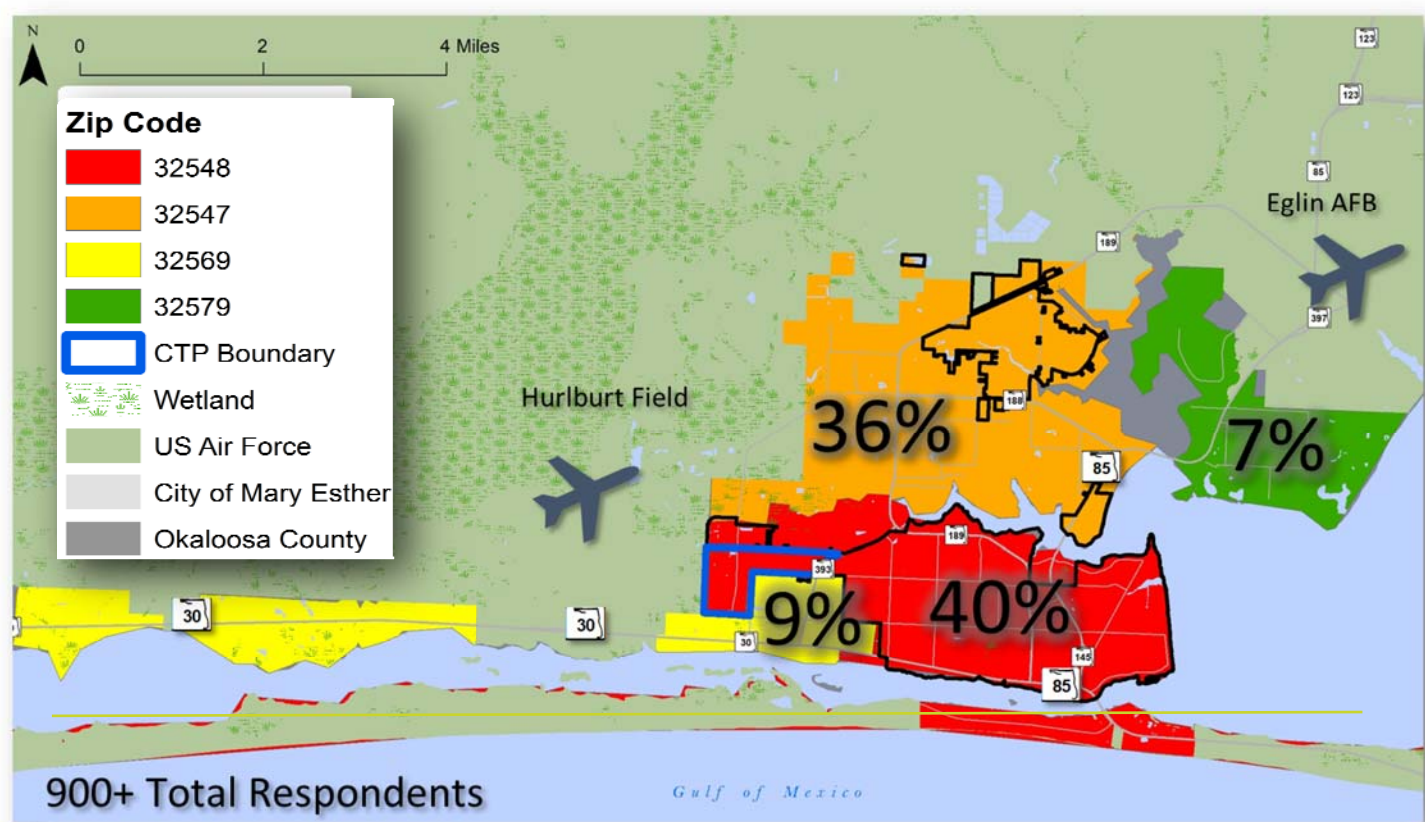 N
0 2 4 Miles
Zip Code
32548
32547
32569
32579
CTP Boundary
Wetland
US Air Force
City of Mary Esther
Okaloosa County
123
123
85
Eglin AFB
189
397
Hurlburt Field
188
36%
7%
85
189
393
40%
9%
30
30
30
145
85
900+ Total Respondents
Gulf of Mexico